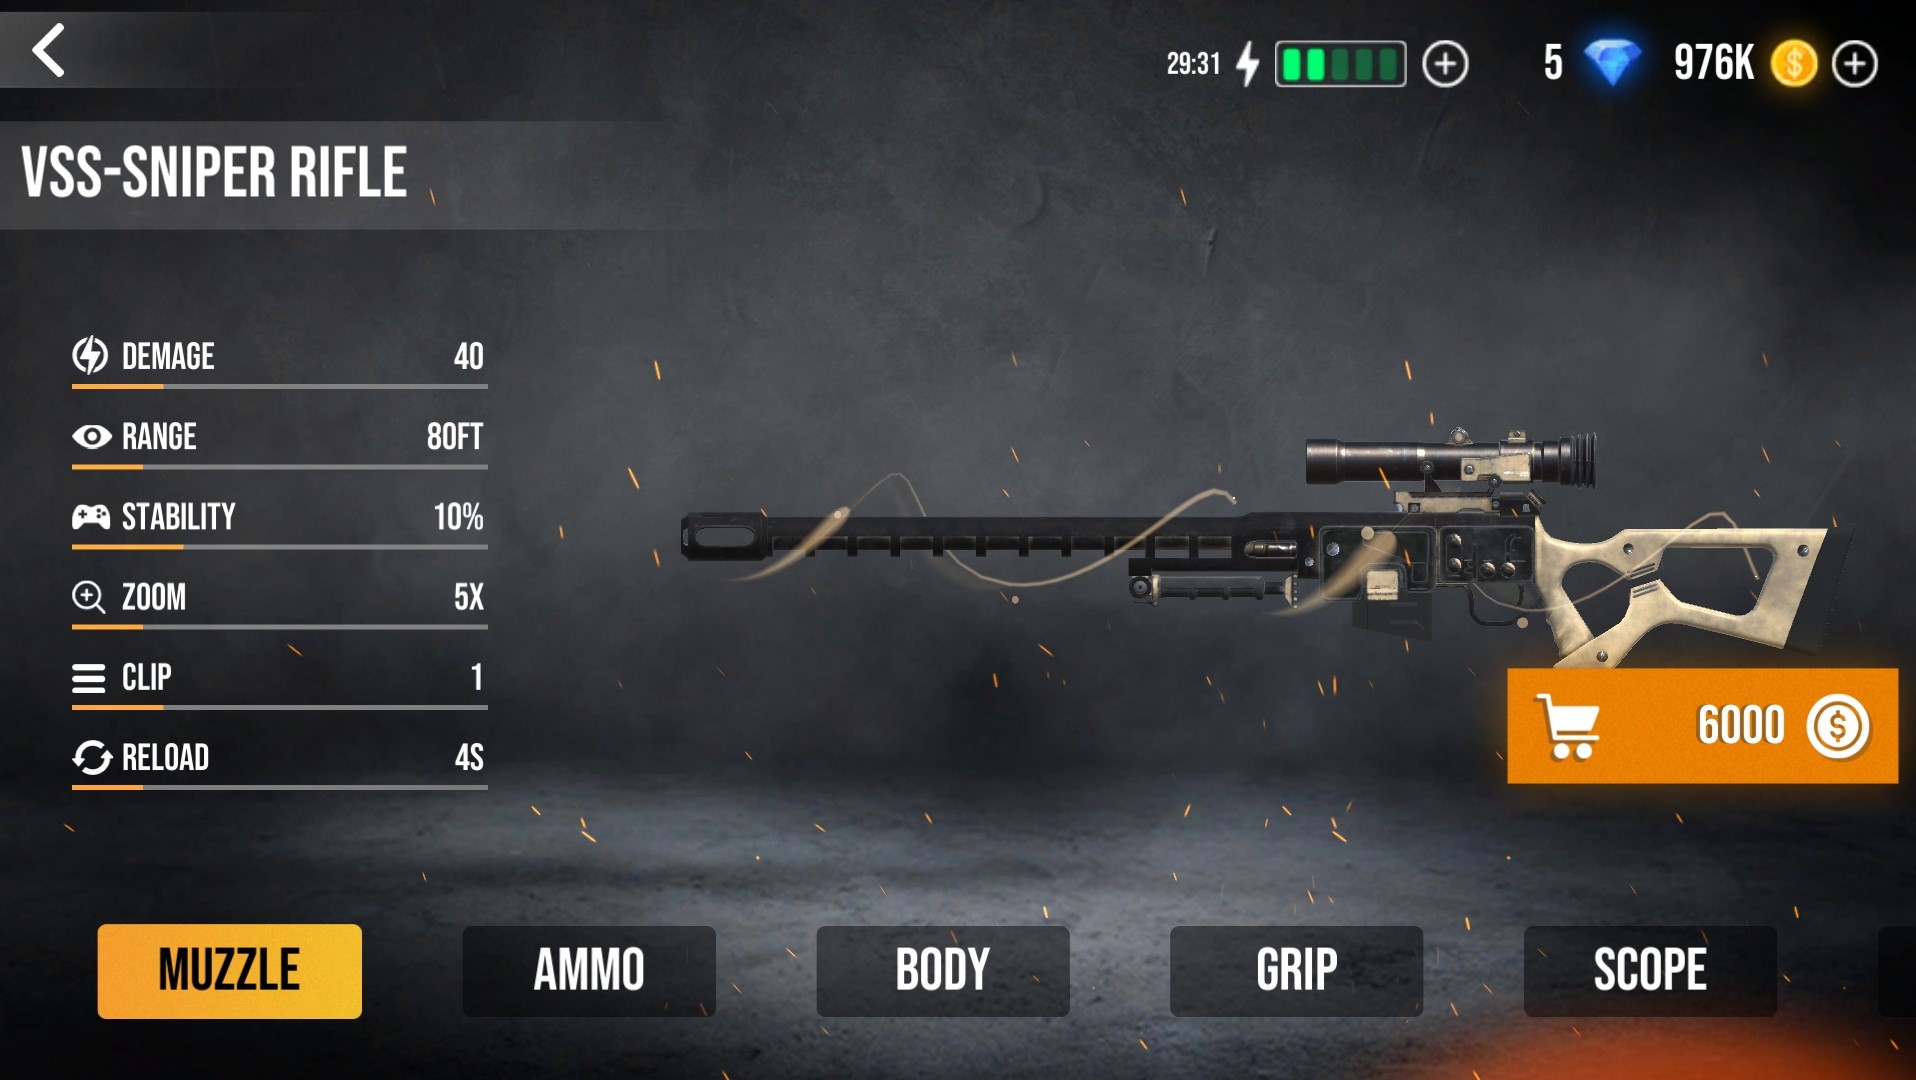 29:31
5
976K
VSS-SNIPER RIFLE
DEMAGE 40
RANGE 80FT
STABILITY 10%
ZOOM 5X
CLIP 1
RELOAD 4S
6000
MUZZLE
AMMO
BODY
GRIP
SCOPE